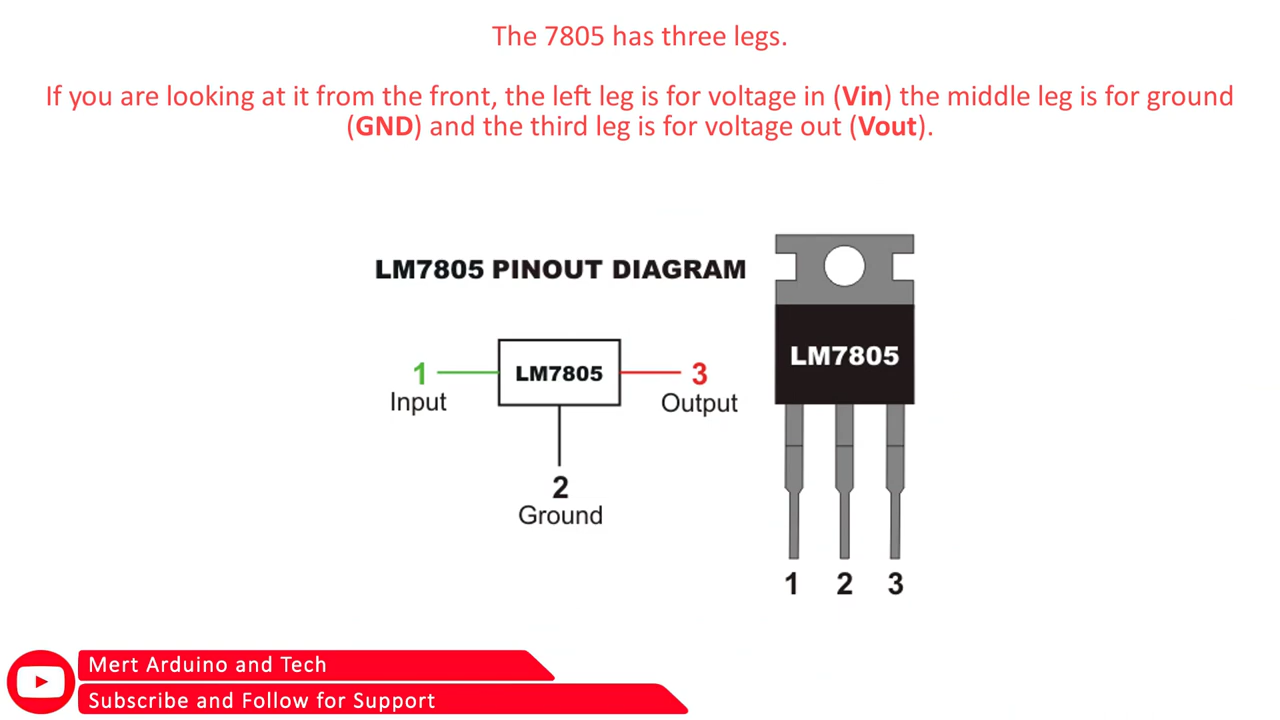 The 7805 has three legs.
If you are looking at it from the front, the left leg is for voltage in (Vin) the middle leg is for ground
(GND) and the third leg is for voltage out (Vout).
LM7805 PINOUT DIAGRAM
1
Input
LM7805
3
Output
2
Ground
LM7805
1 2 3
Mert Arduino and Tech
Subscribe and Follow for Support